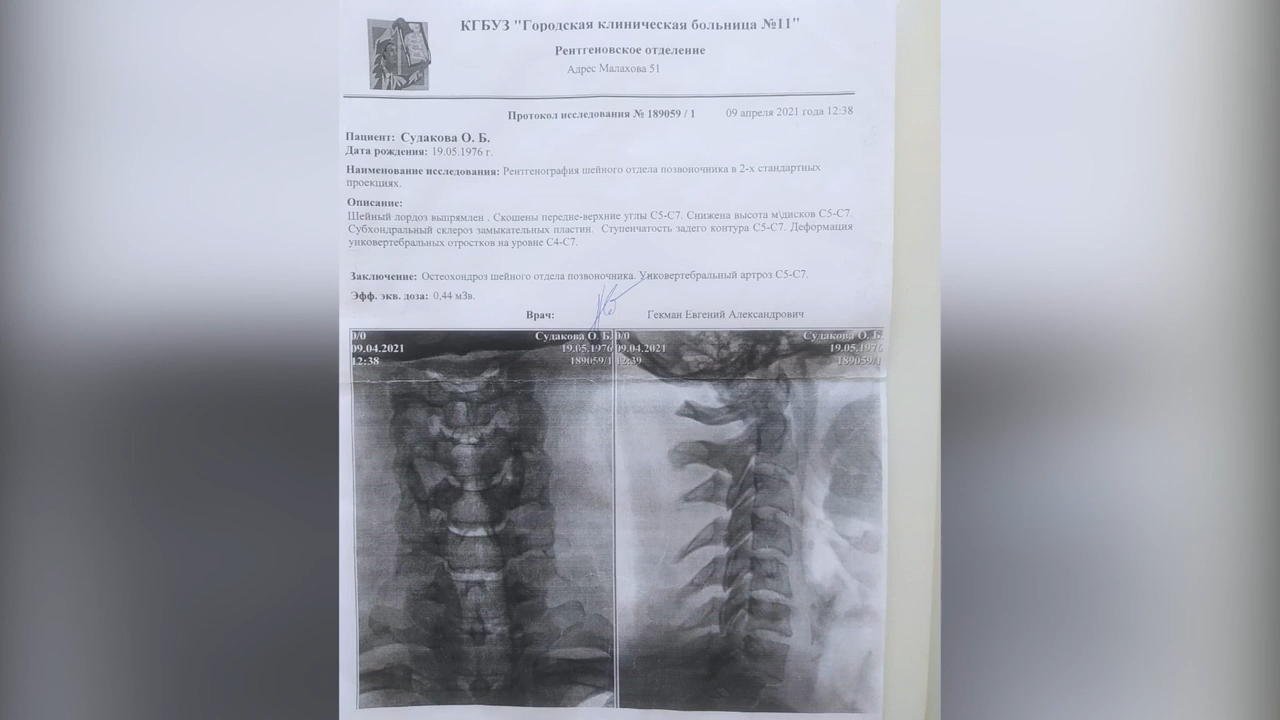 КГБУЗ "Городская клиническая больница №11"
Рентгеновское отделение
Адрес Малахова 51
Протокол исследования № 189059 / 1 09 апреля 2021 года 12:38
Пациент: Судакова О. Б.
Дата рождения: 19.05.1976 г.
Наименование исследования: Рентгенография шейного отдела позвоночника в 2-х стандартных
проекциях.
Описание:
Шейный лордоз выпрямлен . Скошены передне-верхние углы С5-С7. Снижена высота м\дисков С5-С7.
Субхондральный склероз замыкательных пластин. Ступенчатость задего контура С5-С7. Деформация
унковертебральных отростков на уровне С4-С7.
Заключение: Остеохондроз шейного отдела позвоночника. Унковертебральный артроз С5-С7.
Эфф. экв. доза: 0,44 мЗв.
Врач: Гекман Евгений Александрович
0/0 Судакова О. Б.
09.04.2021 19.05.1976
12:38 189059/1
0/0 Судакова О. Б.
09.04.2021 19.05.1976
12:39 189059/1